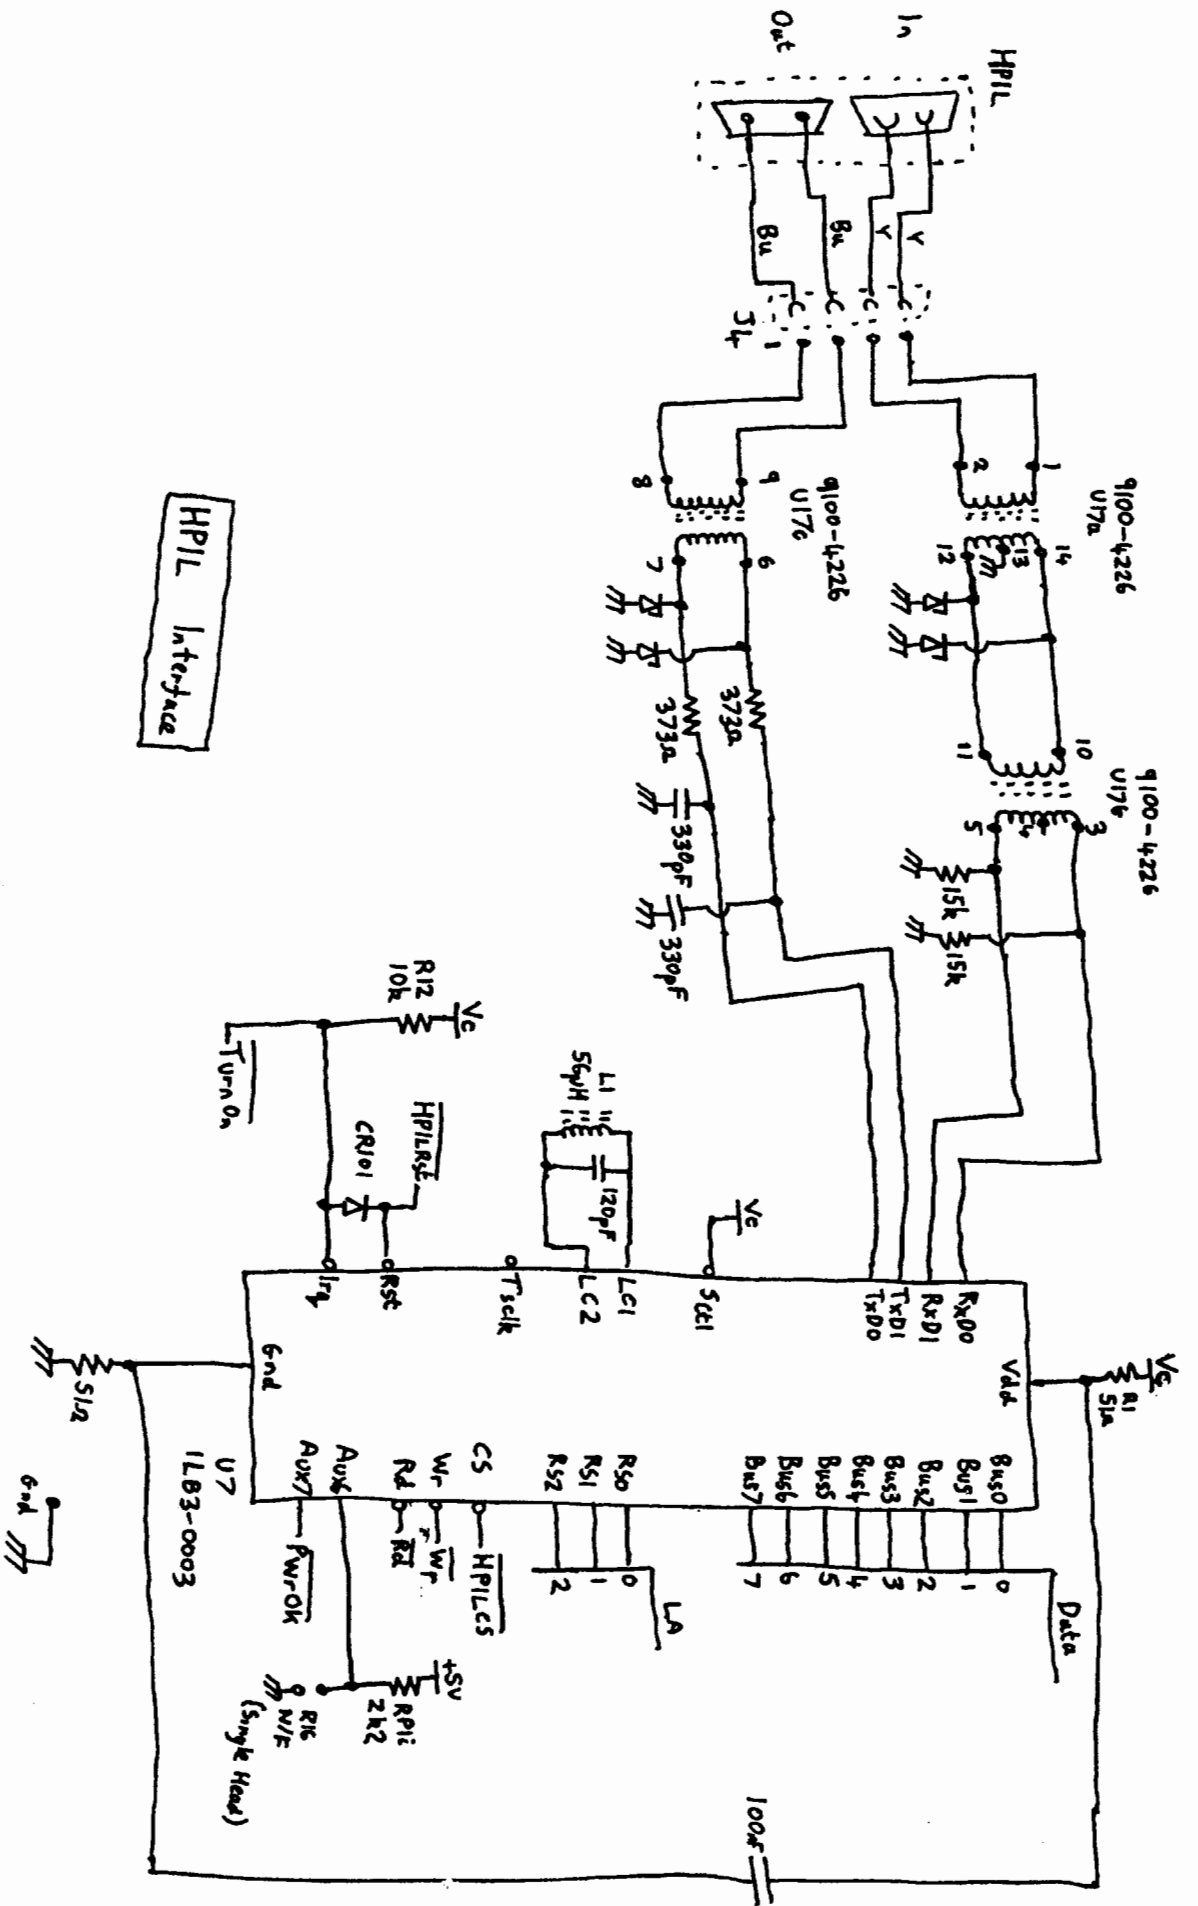 HPIL Interface
HPIL
In
Out
Y
Y
Bu
Bu
J4
1
9100-4226
U17a
1
2
14
13
12
9100-4226
U17b
10
11
3
4
5
15k
15k
9100-4226
U17c
9
8
6
7
373Ω
373Ω
330pF
330pF
Vc
R12
10k
TurnOn
HPILRst
CR101
L1
56μH
120pF
Vc
Vc
R1
51Ω
RxD0
RxD1
TxD1
TxD0
Sctl
LC1
LC2
Tsclk
Rst
Irq
Vdd
Gnd
Bus0
Bus1
Bus2
Bus3
Bus4
Bus5
Bus6
Bus7
Rs0
Rs1
Rs2
CS
Wr
Rd
Aux6
Aux7
U7
1LB3-0003
0
1
2
3
4
5
6
7
Data
0
1
2
LA
HPILCS
Wr
Rd
PwrOK
+5V
RP1i
2k2
R16
N/F
(Single Head)
51Ω
Gnd
100nF